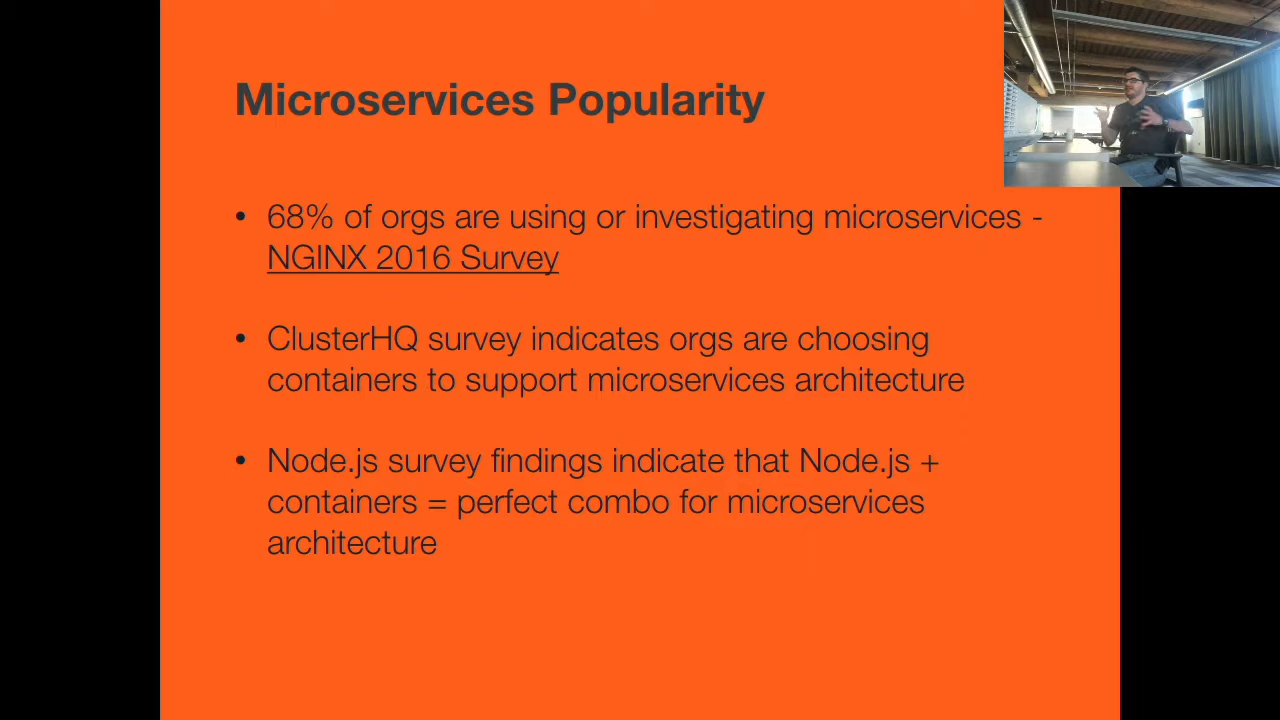 Microservices Popularity
• 68% of orgs are using or investigating microservices -
NGINX 2016 Survey
• ClusterHQ survey indicates orgs are choosing
containers to support microservices architecture
• Node.js survey findings indicate that Node.js +
containers = perfect combo for microservices
architecture